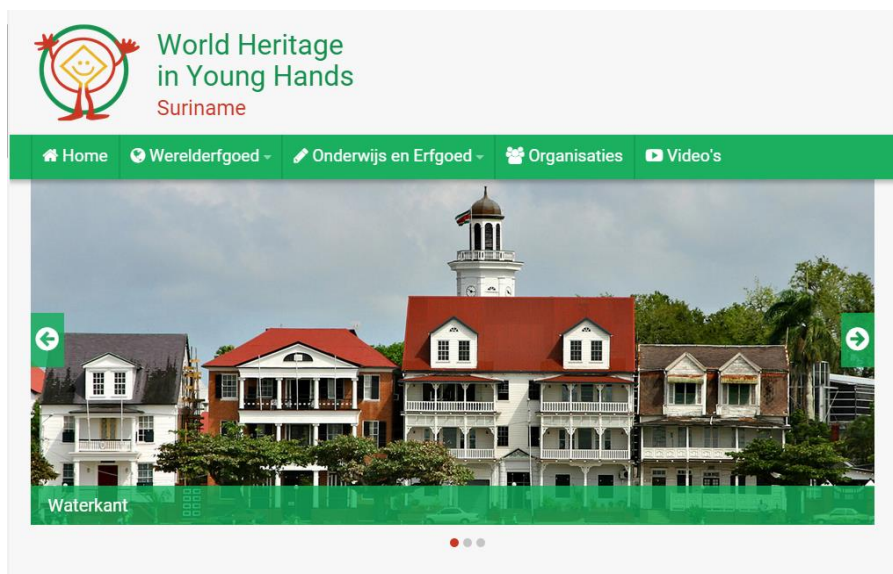 World Heritage
in Young Hands
Suriname
Home Werelderfgoed Onderwijs en Erfgoed Organisaties Video's
Waterkant